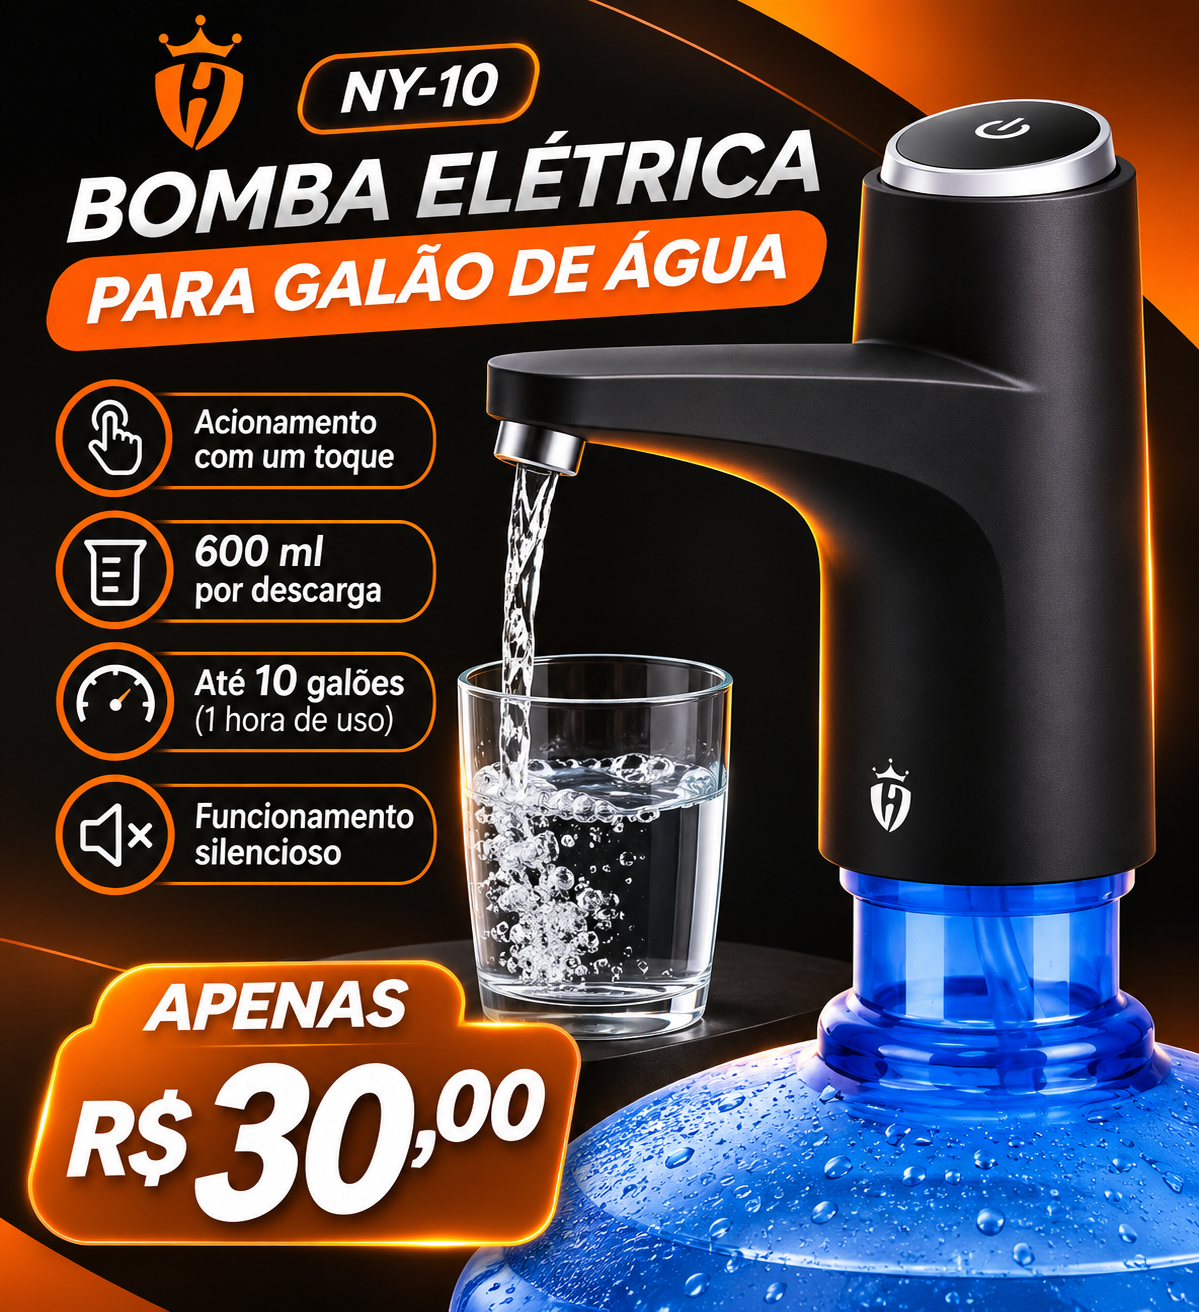 NY-10
BOMBA ELÉTRICA
PARA GALÃO DE ÁGUA
Acionamento
com um toque
600 ml
por descarga
Até 10 galões
(1 hora de uso)
Funcionamento
silencioso
APENAS
R$ 30,00